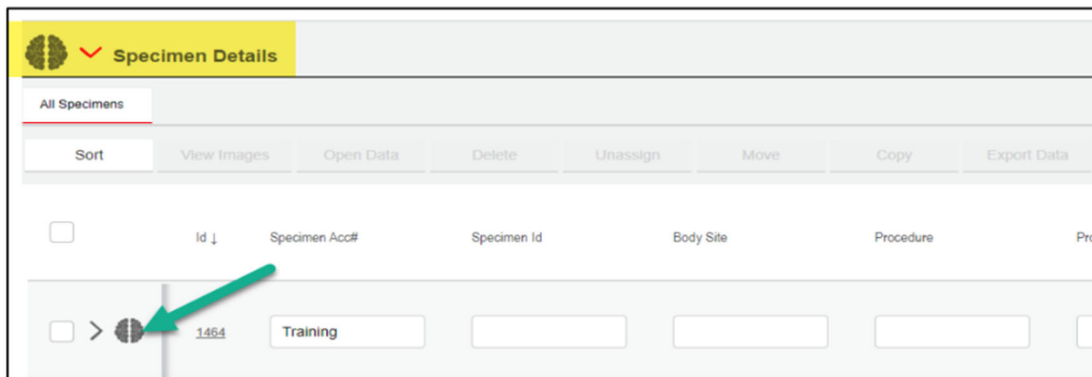 Specimen Details
All Specimens
Sort View Images Open Data Delete Unassign Move Copy Export Data
Id ↓ Specimen Acc# Specimen Id Body Site Procedure
1464 Training